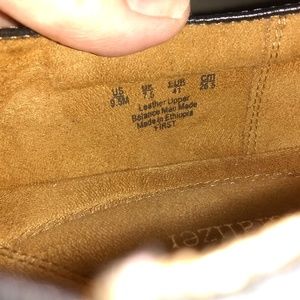 US UK EUR cm
9.5M 7.5 41 26.5
Leather Upper
Balance Man Made
Made in Ethiopia
FIRST